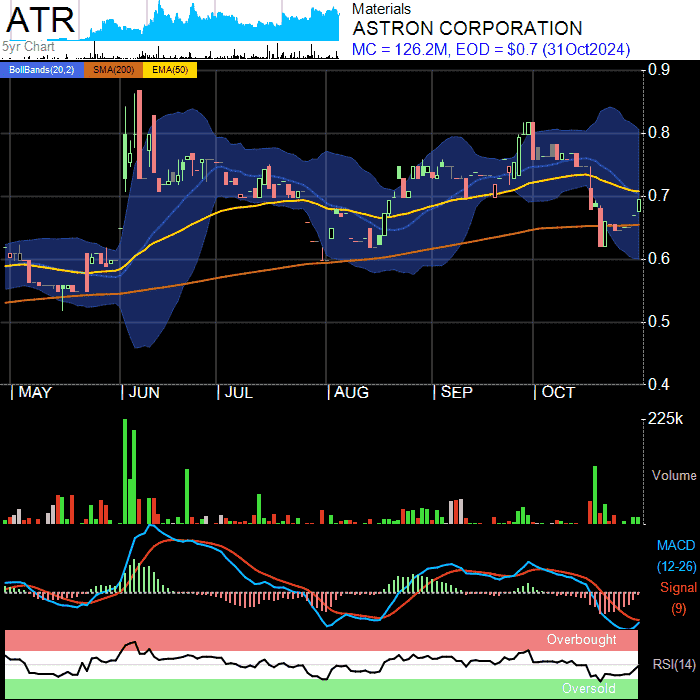 ATR
5yr Chart
Materials
ASTRON CORPORATION
MC = 126.2M, EOD = $0.7 (31Oct2024)
BollBands(20,2) SMA(200) EMA(50)
0.9
0.8
0.7
0.6
0.5
0.4
MAY JUN JUL AUG SEP OCT
225k
Volume
MACD
(12-26)
Signal
(9)
Overbought
RSI(14)
Oversold